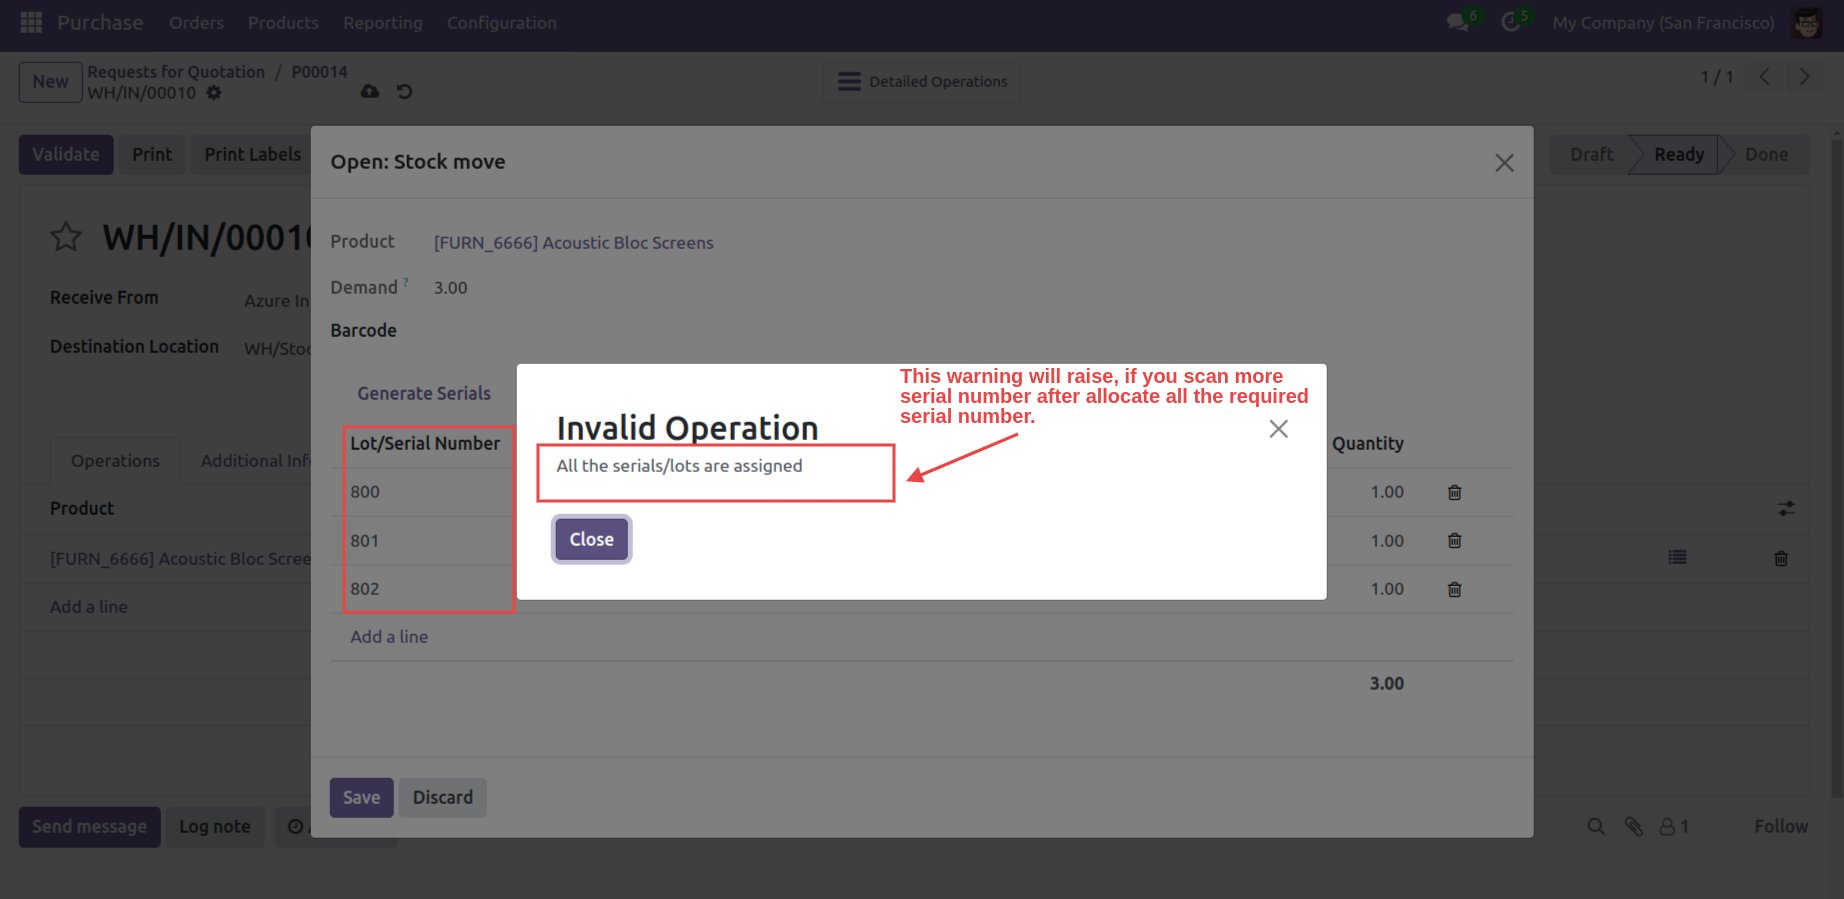 Purchase Orders Products Reporting Configuration 6 5 My Company (San Francisco)
New Requests for Quotation / P00014
WH/IN/00010
Detailed Operations
1 / 1
Validate Print Print Labels
Draft Ready Done
Open: Stock move
WH/IN/0001
Receive From Azure In
Destination Location WH/Stoc
Product [FURN_6666] Acoustic Bloc Screens
Demand ? 3.00
Barcode
Generate Serials
Lot/Serial Number Quantity
800 1.00
801 1.00
802 1.00
Add a line
3.00
Save Discard
Invalid Operation
All the serials/lots are assigned
Close
This warning will raise, if you scan more
serial number after allocate all the required
serial number.
Operations Additional Inf
Product
[FURN_6666] Acoustic Bloc Scree
Add a line
Send message Log note
1 Follow